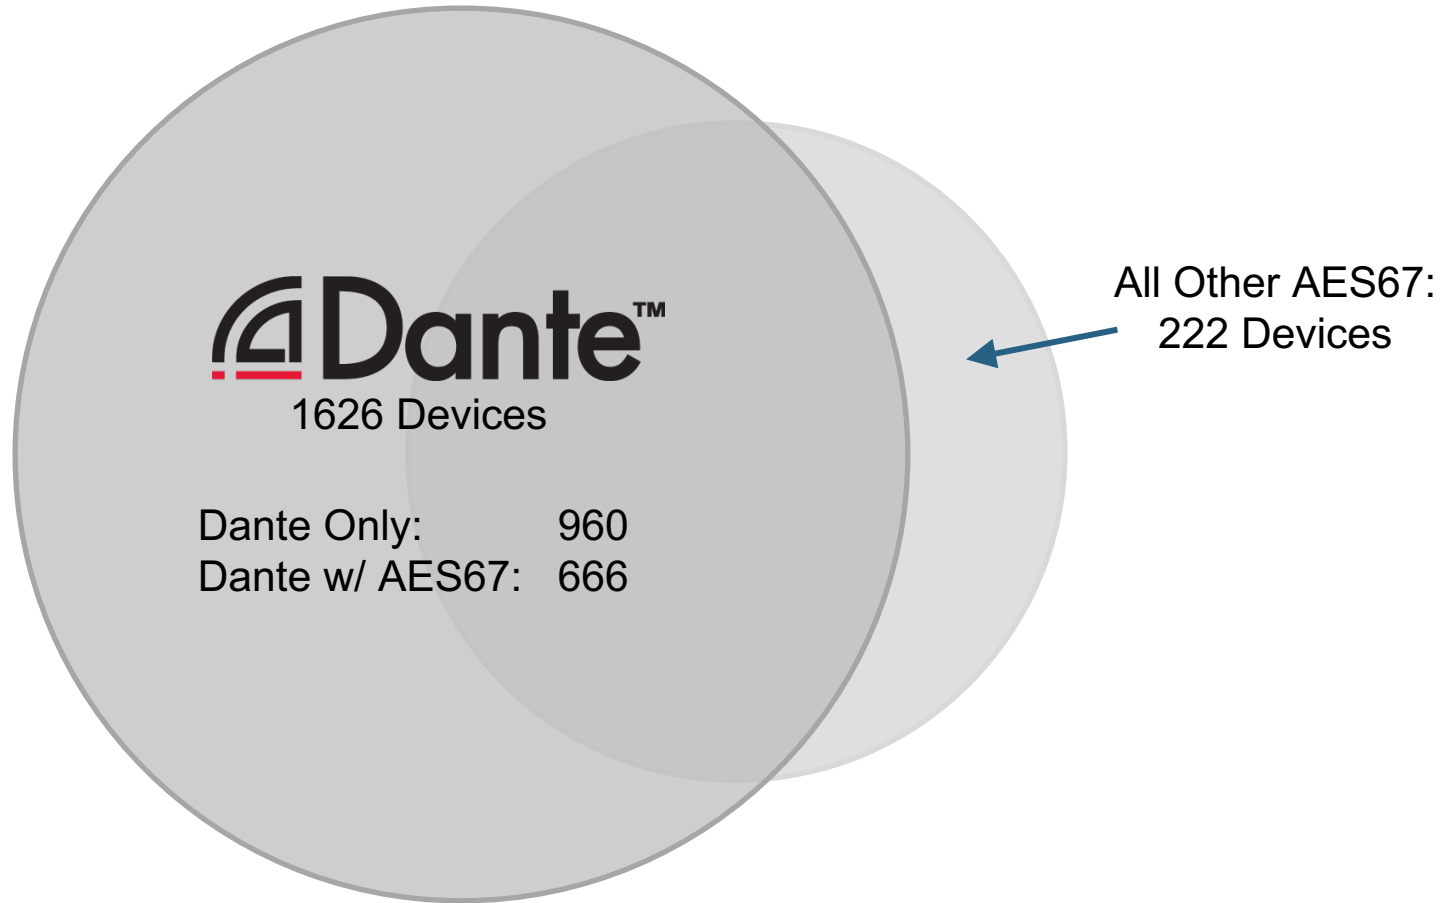 Dante™
1626 Devices
Dante Only: 960
Dante w/ AES67: 666
All Other AES67:
222 Devices